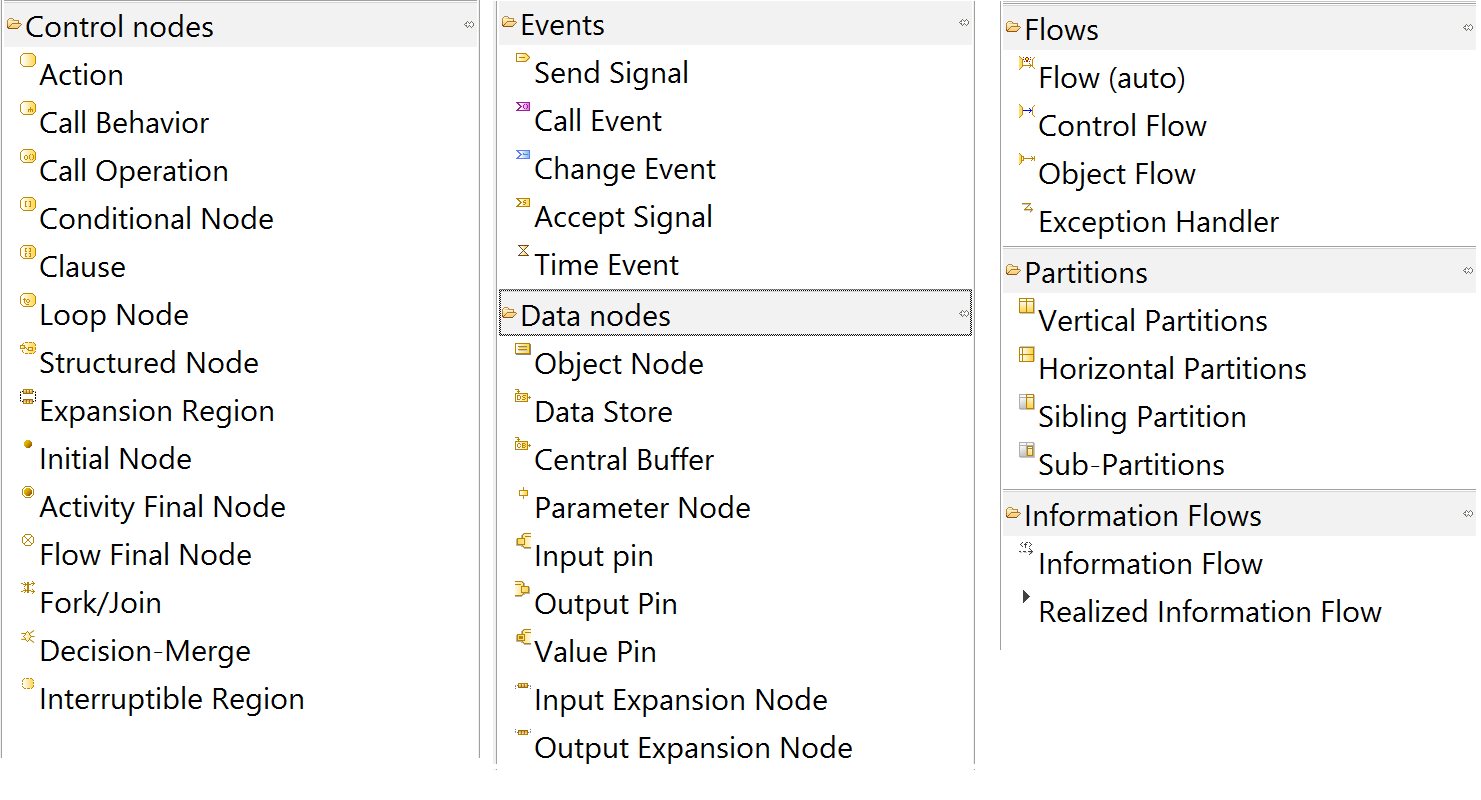 Control nodes
Action
Call Behavior
Call Operation
Conditional Node
Clause
Loop Node
Structured Node
Expansion Region
Initial Node
Activity Final Node
Flow Final Node
Fork/Join
Decision-Merge
Interruptible Region
Events
Send Signal
Call Event
Change Event
Accept Signal
Time Event
Data nodes
Object Node
Data Store
Central Buffer
Parameter Node
Input pin
Output Pin
Value Pin
Input Expansion Node
Output Expansion Node
Flows
Flow (auto)
Control Flow
Object Flow
Exception Handler
Partitions
Vertical Partitions
Horizontal Partitions
Sibling Partition
Sub-Partitions
Information Flows
Information Flow
Realized Information Flow